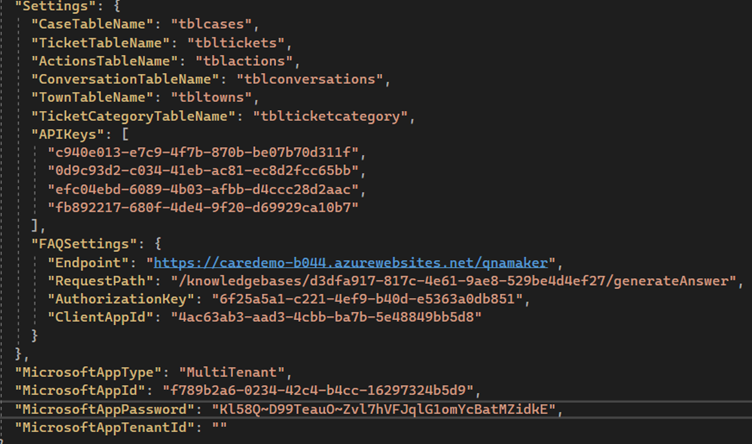 "Settings": {
"CaseTableName": "tblcases",
"TicketTableName": "tbltickets",
"ActionsTableName": "tblactions",
"ConversationTableName": "tblconversations",
"TownTableName": "tbltowns",
"TicketCategoryTableName": "tblticketcategory",
"APIKeys": [
"c940e013-e7c9-4f7b-870b-be07b70d311f",
"0d9c93d2-c034-41eb-ac81-ec8d2fcc65bb",
"efc04ebd-6089-4b03-afbb-d4ccc28d2aac",
"fb892217-680f-4de4-9f20-d69929ca10b7"
],
"FAQSettings": {
"Endpoint": "https://caredemo-b044.azurewebsites.net/qnamaker",
"RequestPath": "/knowledgebases/d3dfa917-817c-4e61-9ae8-529be4d4ef27/generateAnswer",
"AuthorizationKey": "6f25a5a1-c221-4ef9-b40d-e5363a0db851",
"ClientAppId": "4ac63ab3-aad3-4cbb-ba7b-5e48849bb5d8"
}
},
"MicrosoftAppType": "MultiTenant",
"MicrosoftAppId": "f789b2a6-0234-42c4-b4cc-16297324b5d9",
"MicrosoftAppPassword": "Kl58Q~D99TeauO~Zvl7hVFJqlG1omYcBatMZidkE",
"MicrosoftAppTenantId": ""